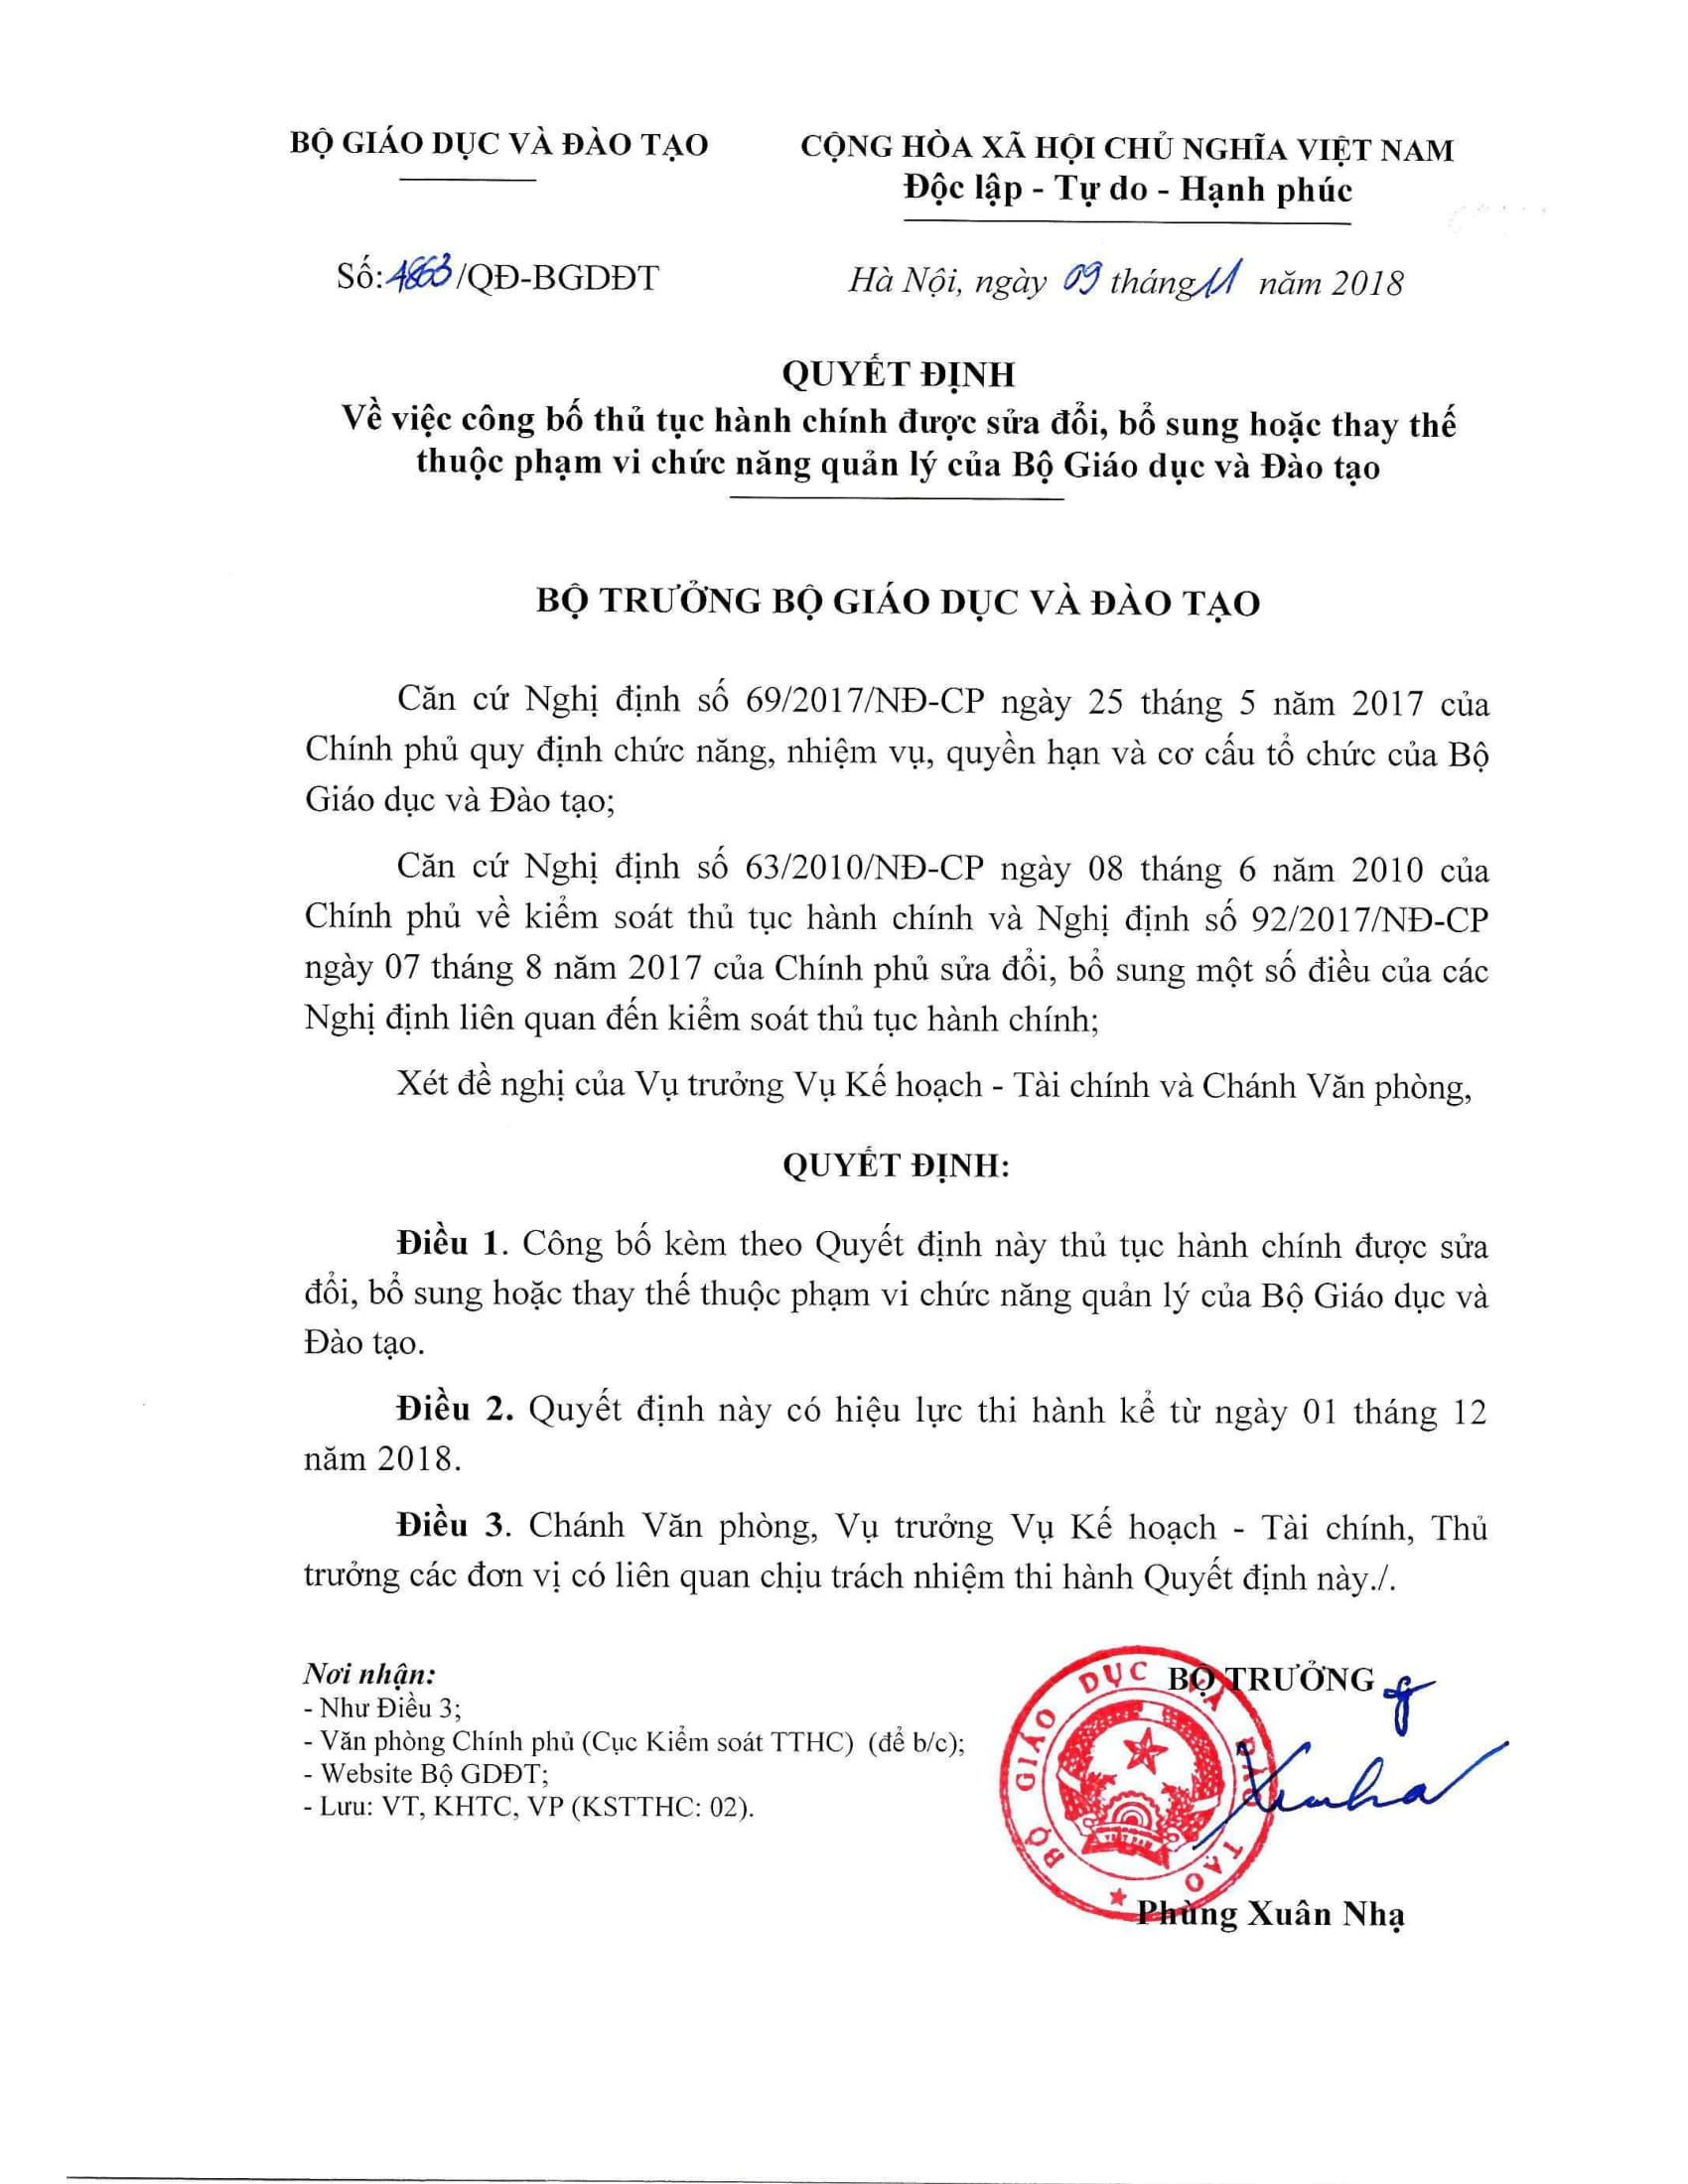 BỘ GIÁO DỤC VÀ ĐÀO TẠO
CỘNG HÒA XÃ HỘI CHỦ NGHĨA VIỆT NAM
Độc lập - Tự do - Hạnh phúc
Số: 4863 /QĐ-BGDĐT
Hà Nội, ngày 09 tháng 11 năm 2018
QUYẾT ĐỊNH
Về việc công bố thủ tục hành chính được sửa đổi, bổ sung hoặc thay thế
thuộc phạm vi chức năng quản lý của Bộ Giáo dục và Đào tạo
BỘ TRƯỞNG BỘ GIÁO DỤC VÀ ĐÀO TẠO
Căn cứ Nghị định số 69/2017/NĐ-CP ngày 25 tháng 5 năm 2017 của
Chính phủ quy định chức năng, nhiệm vụ, quyền hạn và cơ cấu tổ chức của Bộ
Giáo dục và Đào tạo;
Căn cứ Nghị định số 63/2010/NĐ-CP ngày 08 tháng 6 năm 2010 của
Chính phủ về kiểm soát thủ tục hành chính và Nghị định số 92/2017/NĐ-CP
ngày 07 tháng 8 năm 2017 của Chính phủ sửa đổi, bổ sung một số điều của các
Nghị định liên quan đến kiểm soát thủ tục hành chính;
Xét đề nghị của Vụ trưởng Vụ Kế hoạch - Tài chính và Chánh Văn phòng,
QUYẾT ĐỊNH:
Điều 1. Công bố kèm theo Quyết định này thủ tục hành chính được sửa
đổi, bổ sung hoặc thay thế thuộc phạm vi chức năng quản lý của Bộ Giáo dục và
Đào tạo.
Điều 2. Quyết định này có hiệu lực thi hành kể từ ngày 01 tháng 12
năm 2018.
Điều 3. Chánh Văn phòng, Vụ trưởng Vụ Kế hoạch - Tài chính, Thủ
trưởng các đơn vị có liên quan chịu trách nhiệm thi hành Quyết định này./.
Nơi nhận:
- Như Điều 3;
- Văn phòng Chính phủ (Cục Kiểm soát TTHC) (để b/c);
- Website Bộ GDĐT;
- Lưu: VT, KHTC, VP (KSTTHC: 02).
BỘ TRƯỞNG
BỘ GIÁO DỤC VÀ ĐÀO TẠO
Phùng Xuân Nhạ